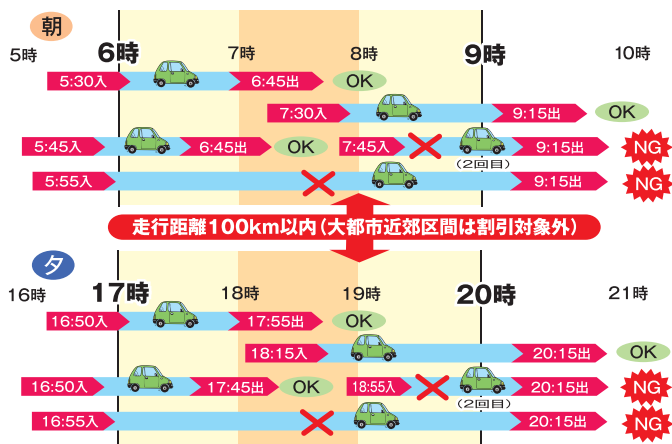 朝
5時 6時 7時 8時 9時 10時
5:30入 6:45出 OK
7:30入 9:15出 OK
5:45入 6:45出 OK 7:45入 9:15出 NG
(2回目)
5:55入 9:15出 NG
走行距離100km以内(大都市近郊区間は割引対象外)
夕
16時 17時 18時 19時 20時 21時
16:50入 17:55出 OK
18:15入 20:15出 OK
16:50入 17:45出 OK 18:55入 20:15出 NG
(2回目)
16:55入 20:15出 NG